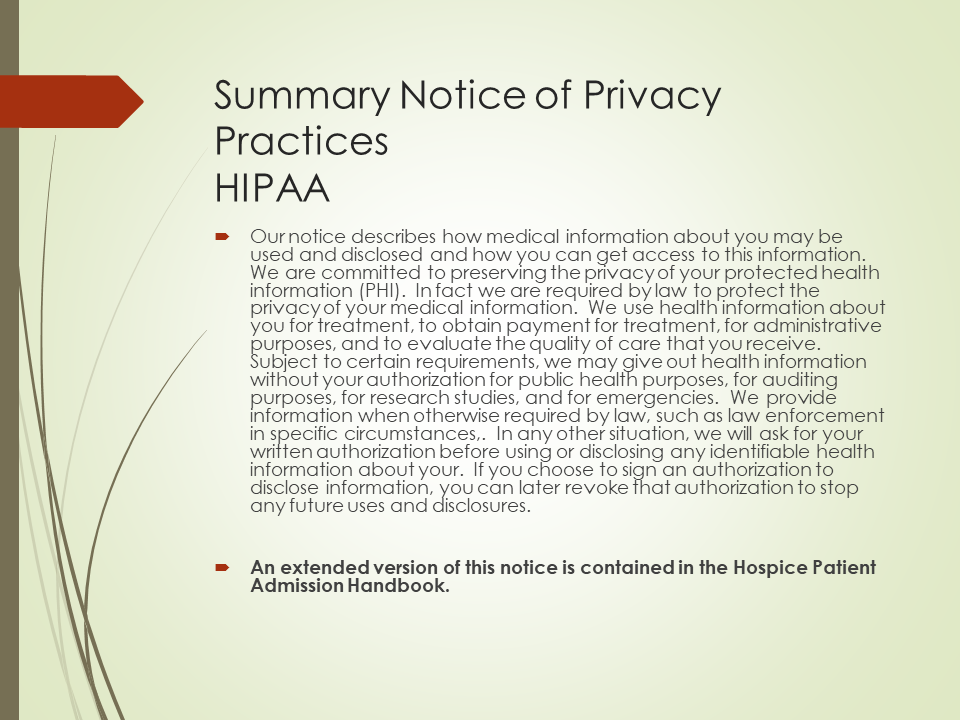 Summary Notice of Privacy
Practices
HIPAA
Our notice describes how medical information about you may be
used and disclosed and how you can get access to this information.
We are committed to preserving the privacy of your protected health
information (PHI). In fact we are required by law to protect the
privacy of your medical information. We use health information about
you for treatment, to obtain payment for treatment, for administrative
purposes, and to evaluate the quality of care that you receive.
Subject to certain requirements, we may give out health information
without your authorization for public health purposes, for auditing
purposes, for research studies, and for emergencies. We provide
information when otherwise required by law, such as law enforcement
in specific circumstances,. In any other situation, we will ask for your
written authorization before using or disclosing any identifiable health
information about your. If you choose to sign an authorization to
disclose information, you can later revoke that authorization to stop
any future uses and disclosures.
An extended version of this notice is contained in the Hospice Patient
Admission Handbook.